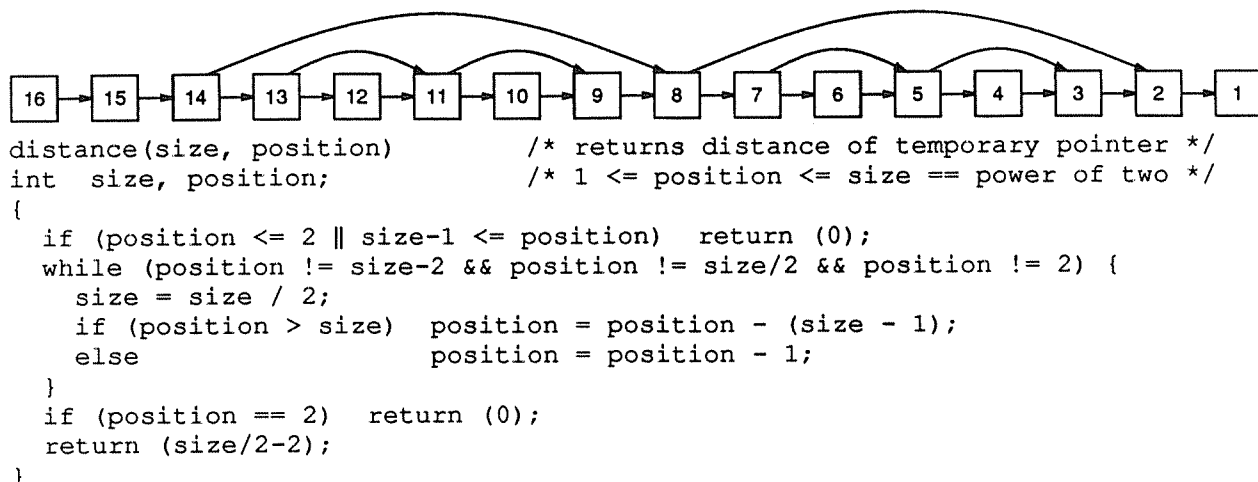 16 15 14 13 12 11 10 9 8 7 6 5 4 3 2 1
distance(size, position) /* returns distance of temporary pointer */
int size, position; /* 1 <= position <= size == power of two */
{
if (position <= 2 || size-1 <= position) return (0);
while (position != size-2 && position != size/2 && position != 2) {
size = size / 2;
if (position > size) position = position - (size - 1);
else position = position - 1;
}
if (position == 2) return (0);
return (size/2-2);
}